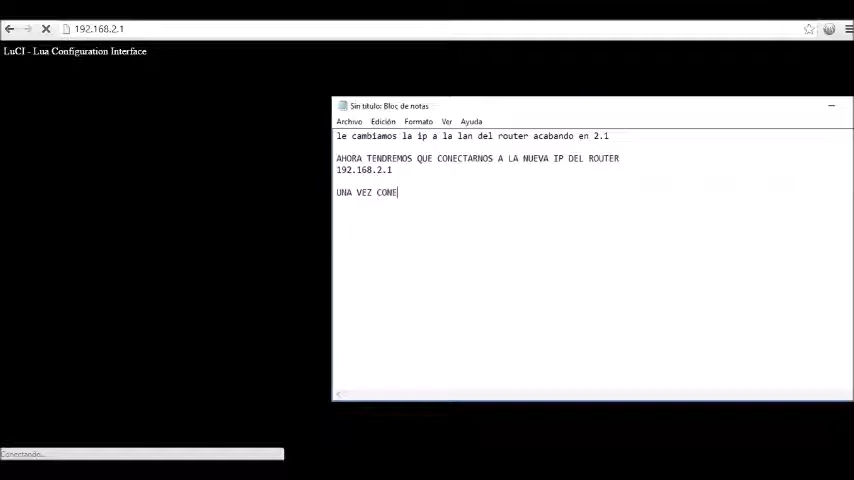 192.168.2.1
LuCI - Lua Configuration Interface
Sin título: Bloc de notas
Archivo Edición Formato Ver Ayuda
le cambiamos la ip a la lan del router acabando en 2.1
AHORA TENDREMOS QUE CONECTARNOS A LA NUEVA IP DEL ROUTER
192.168.2.1
UNA VEZ CONE
Conectando...